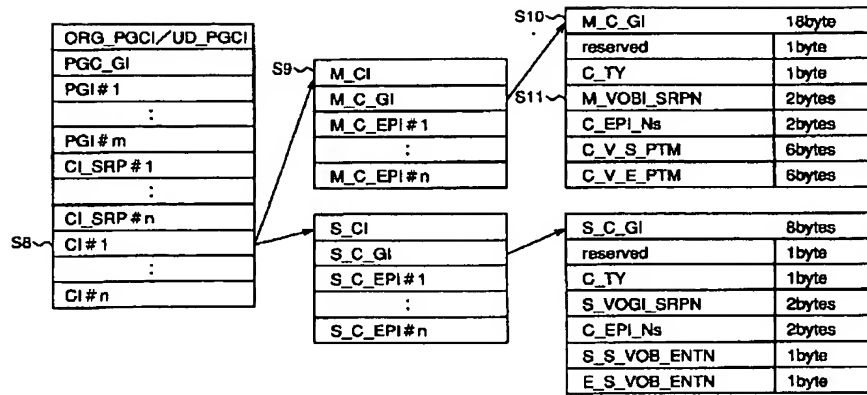 ORG_PGCI/UD_PGCI
PGC_GI
PGI#1
:
PGI#m
CI_SRP#1
:
CI_SRP#n
S8 CI#1
:
CI#n
S9 M_CI
M_C_GI
M_C_EPI#1
:
M_C_EPI#n
S_CI
S_C_GI
S_C_EPI#1
:
S_C_EPI#n
S10 M_C_GI 18byte
reserved 1byte
C_TY 1byte
S11 M_VOBI_SRPN 2bytes
C_EPI_Ns 2bytes
C_V_S_PTM 6bytes
C_V_E_PTM 6bytes
S_C_GI 8bytes
reserved 1byte
C_TY 1byte
S_VOGI_SRPN 2bytes
C_EPI_Ns 2bytes
S_S_VOB_ENTN 1byte
E_S_VOB_ENTN 1byte